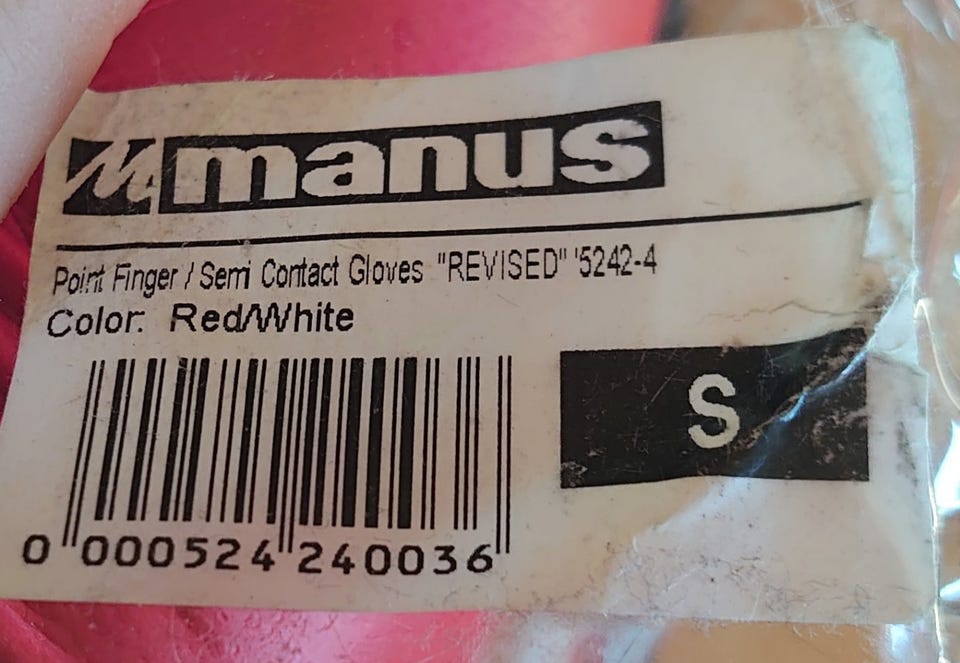 M manus
Point Finger / Semi Contact Gloves "REVISED" '5242-4
Color: Red/White
S
0 000524 240036